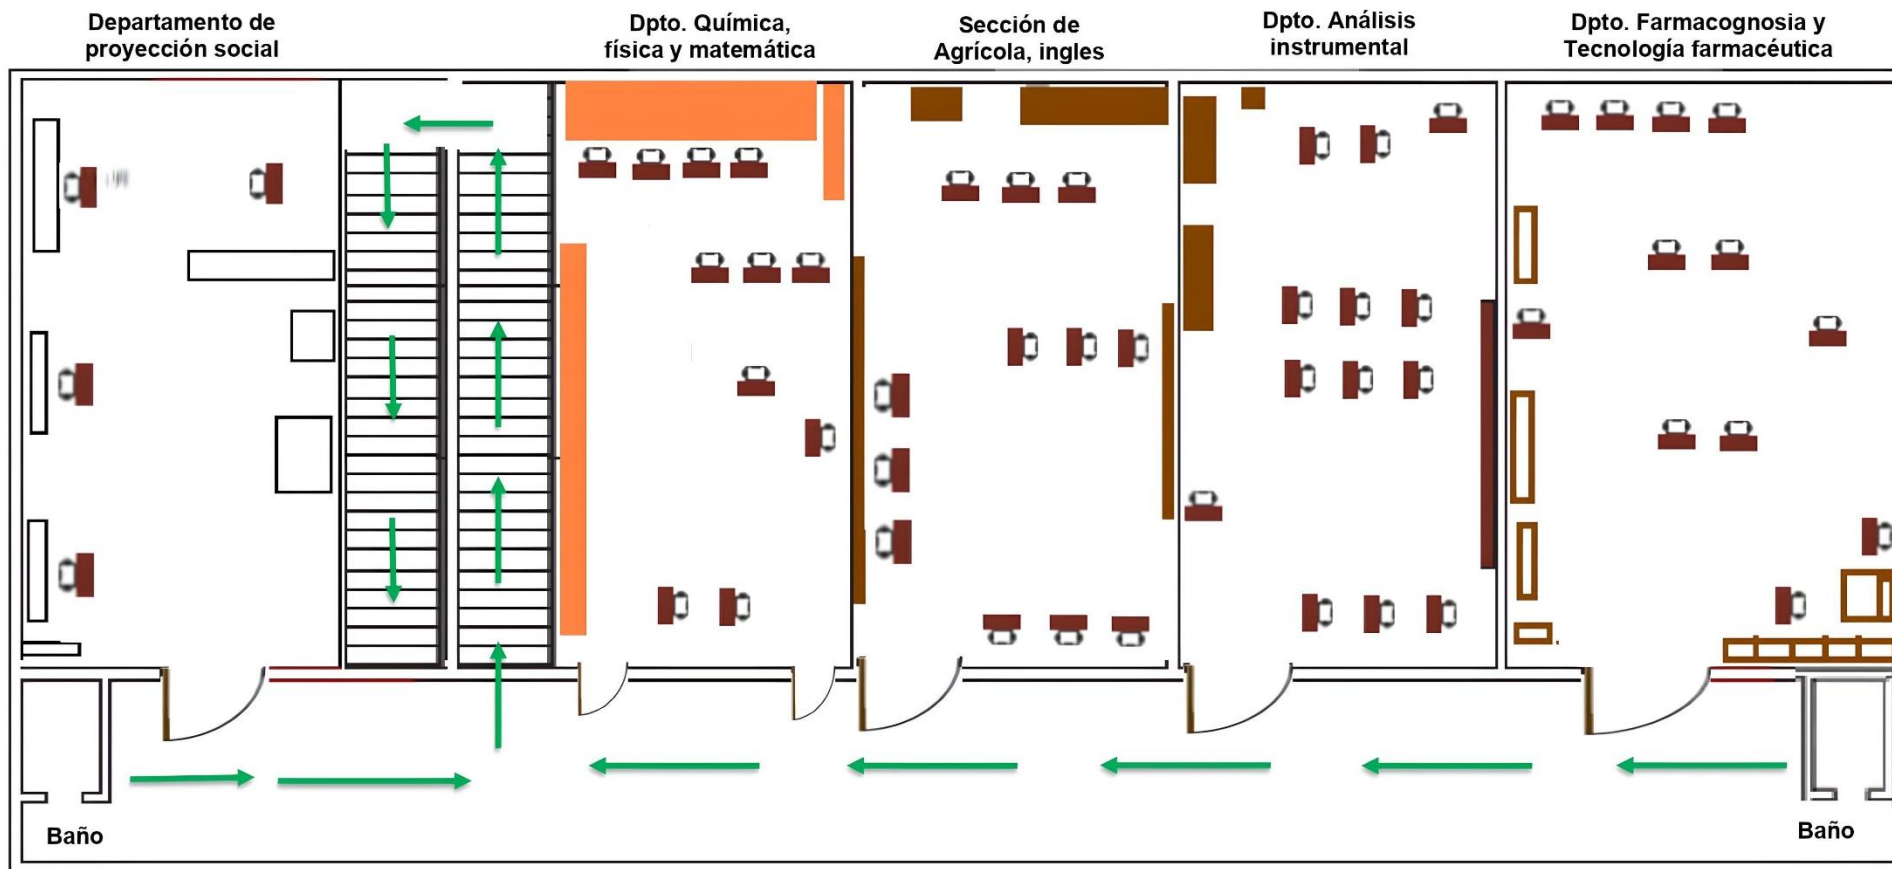 Departamento de
proyección social
Dpto. Química,
física y matemática
Sección de
Agrícola, ingles
Dpto. Análisis
instrumental
Dpto. Farmacognosia y
Tecnología farmacéutica
Baño
Baño